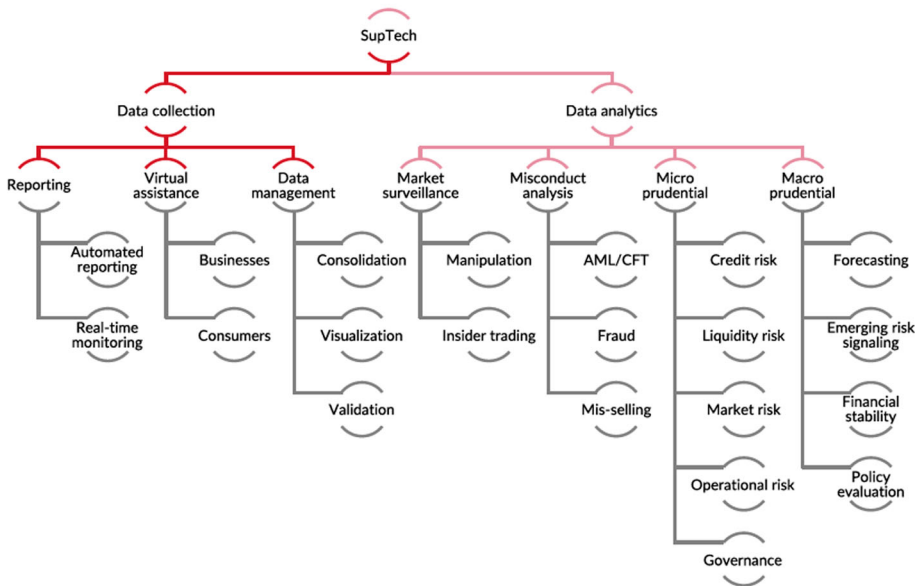 SupTech
Data collection
Data analytics
Reporting
Virtual
assistance
Data
management
Market
surveillance
Misconduct
analysis
Micro
prudential
Macro
prudential
Automated
reporting
Businesses
Consolidation
Manipulation
AML/CFT
Credit risk
Forecasting
Real-time
monitoring
Consumers
Visualization
Insider trading
Fraud
Liquidity risk
Emerging risk
signaling
Validation
Mis-selling
Market risk
Financial
stability
Operational risk
Policy
evaluation
Governance